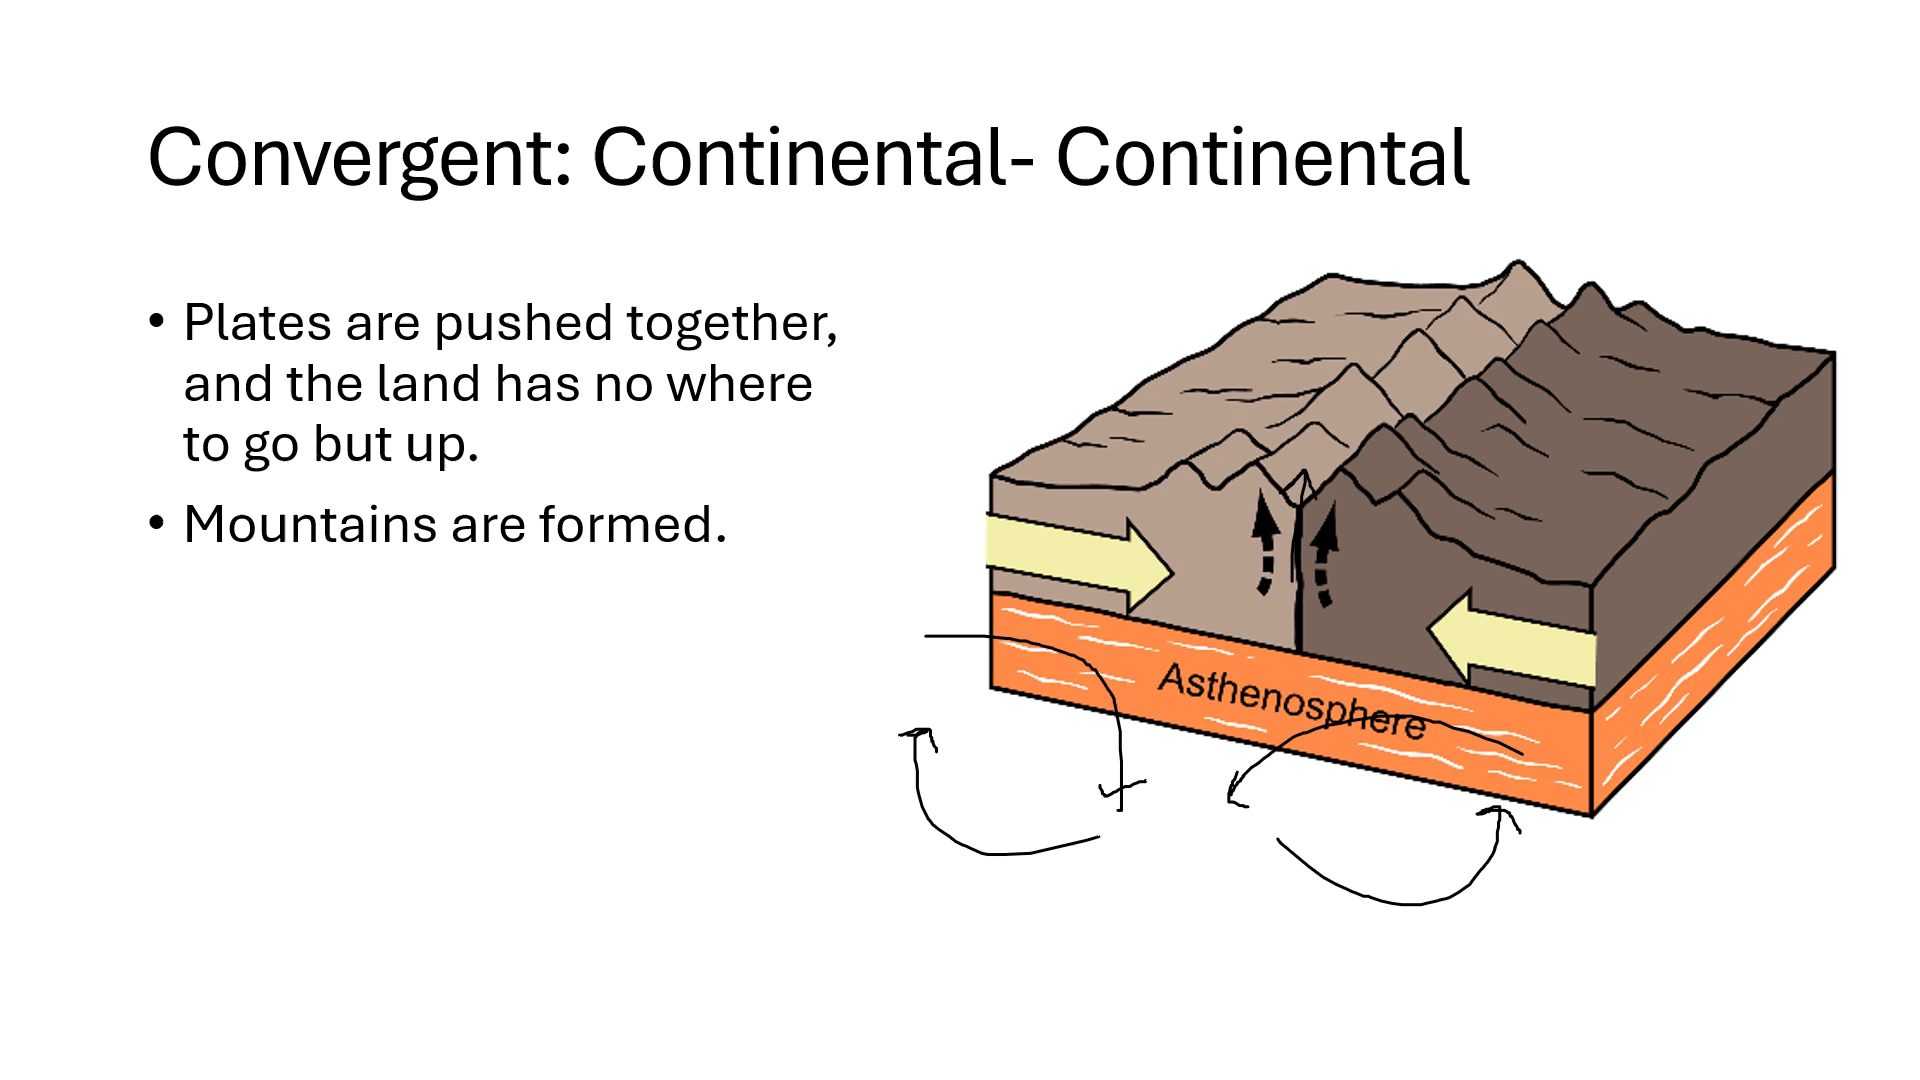 Convergent: Continental- Continental
• Plates are pushed together,
and the land has no where
to go but up.
• Mountains are formed.
Asthenosphere